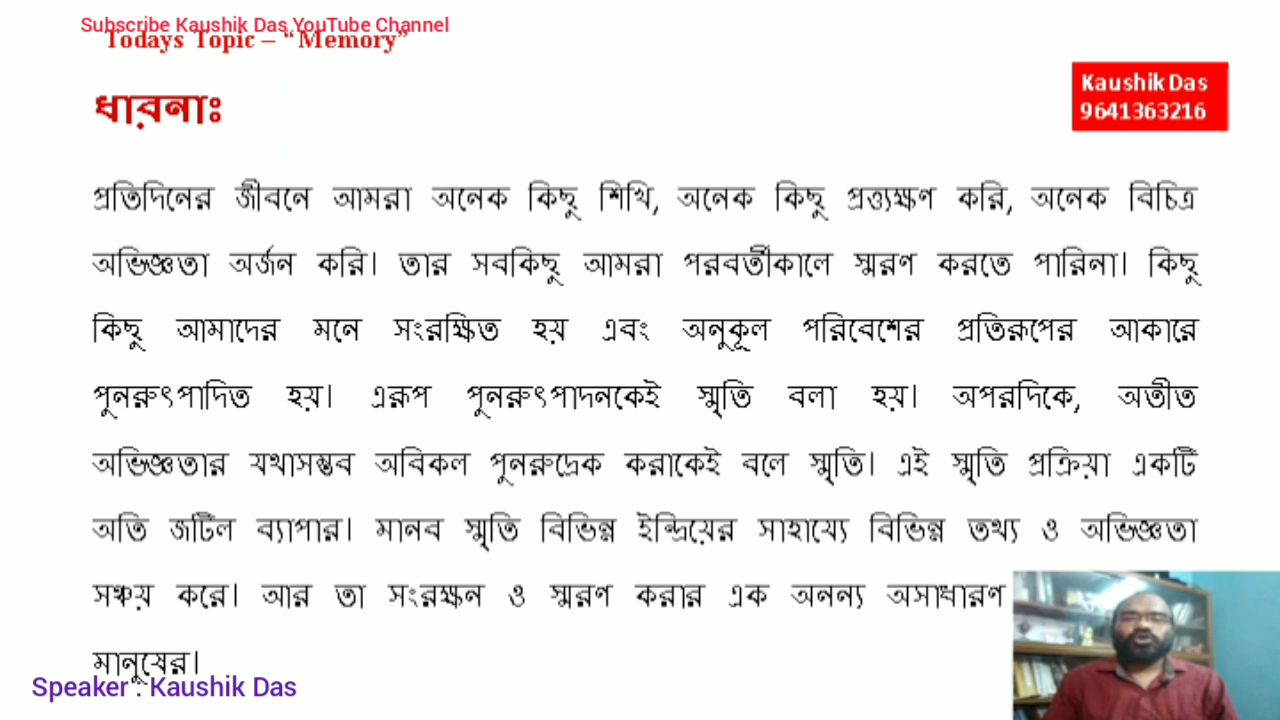 Subscribe Kaushik Das YouTube Channel
Todays Topic – “Memory”
Kaushik Das
9641363216
ধারনাঃ
প্রতিদিনের জীবনে আমরা অনেক কিছু শিখি, অনেক কিছু প্রত্যক্ষণ করি, অনেক বিচিত্র
অভিজ্ঞতা অর্জন করি। তার সবকিছু আমরা পরবর্তীকালে স্মরণ করতে পারিনা। কিছু
কিছু আমাদের মনে সংরক্ষিত হয় এবং অনুকূল পরিবেশের প্রতিরূপের আকারে
পুনরুৎপাদিত হয়। এরূপ পুনরুৎপাদনকেই স্মৃতি বলা হয়। অপরদিকে, অতীত
অভিজ্ঞতার যথাসম্ভব অবিকল পুনরুদ্রেক করাকেই বলে স্মৃতি। এই স্মৃতি প্রক্রিয়া একটি
অতি জটিল ব্যাপার। মানব স্মৃতি বিভিন্ন ইন্দ্রিয়ের সাহায্যে বিভিন্ন তথ্য ও অভিজ্ঞতা
সঞ্চয় করে। আর তা সংরক্ষন ও স্মরণ করার এক অনন্য অসাধারণ
মানুষের।
Speaker : Kaushik Das